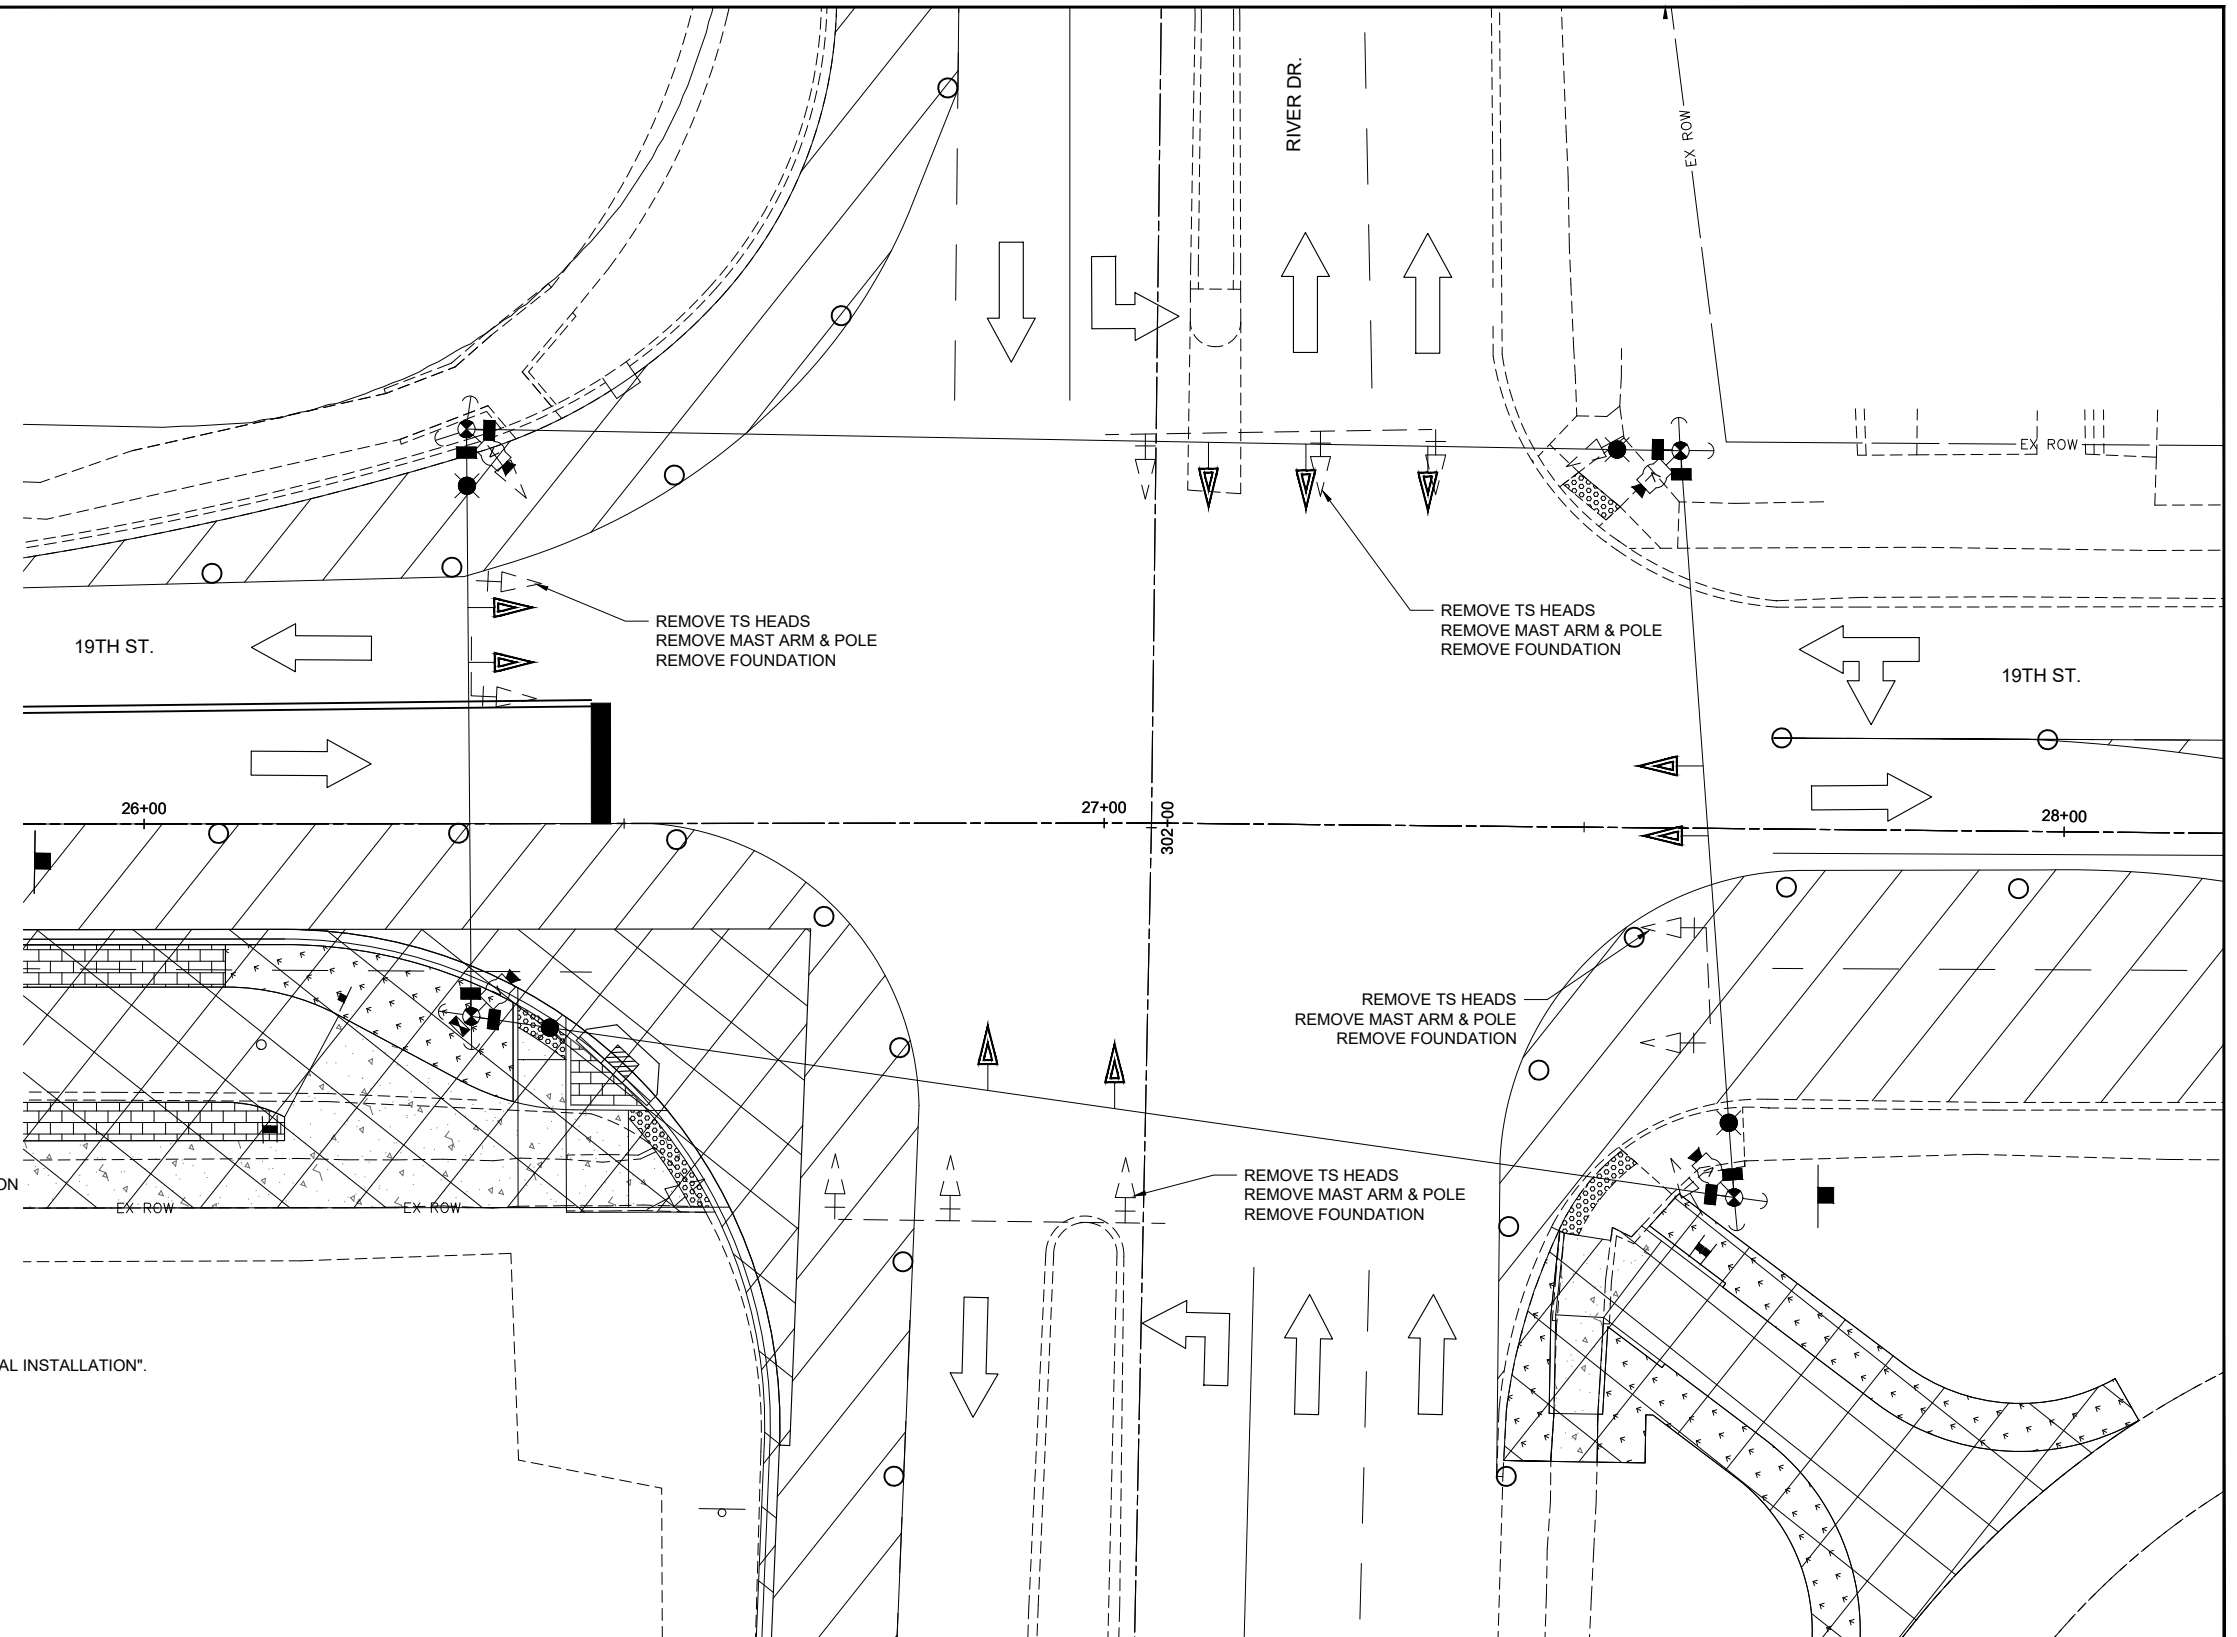 RIVER DR.
EX ROW
EX ROW
REMOVE TS HEADS
REMOVE MAST ARM & POLE
REMOVE FOUNDATION
REMOVE TS HEADS
REMOVE MAST ARM & POLE
REMOVE FOUNDATION
19TH ST.
19TH ST.
26+00
27+00
302+00
28+00
REMOVE TS HEADS
REMOVE MAST ARM & POLE
REMOVE FOUNDATION
REMOVE TS HEADS
REMOVE MAST ARM & POLE
REMOVE FOUNDATION
ON
EX ROW
EX ROW
AL INSTALLATION".